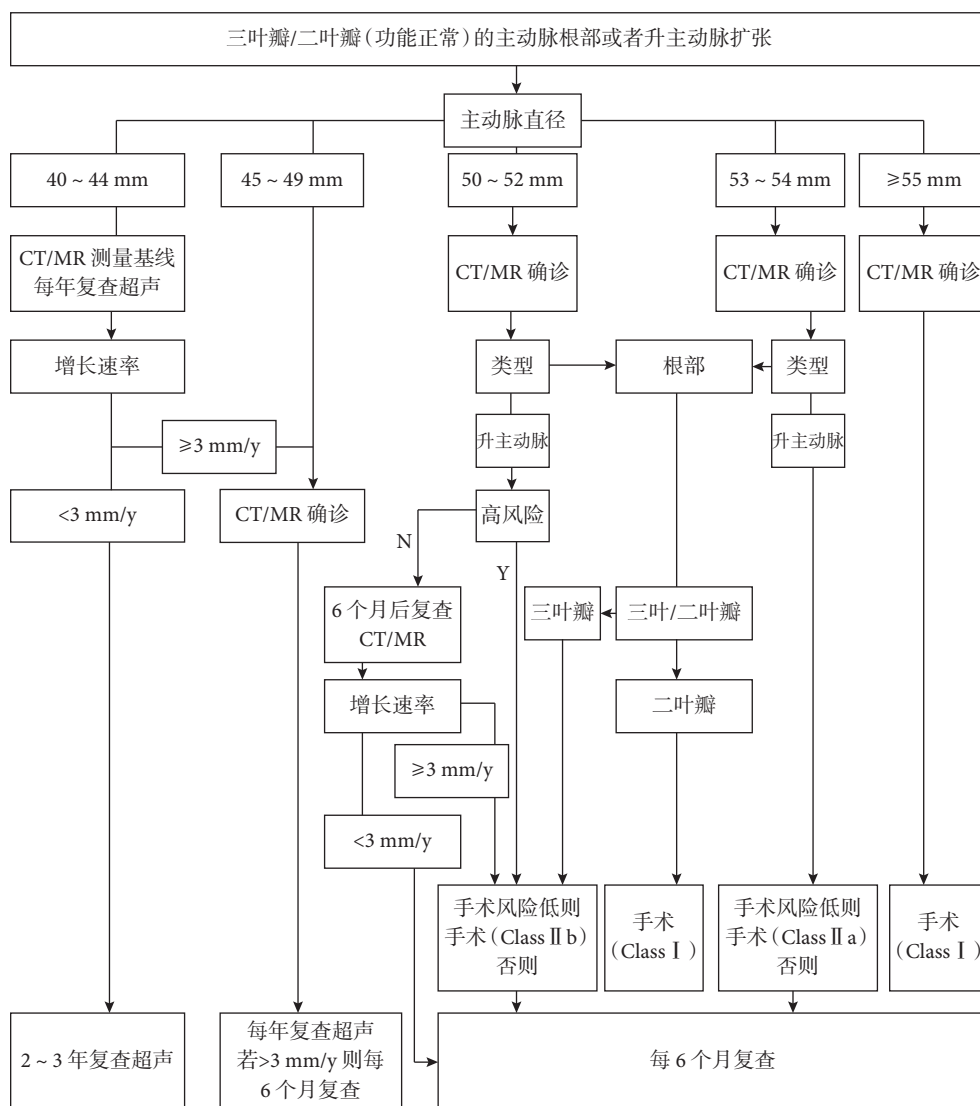 三叶瓣/二叶瓣(功能正常)的主动脉根部或者升主动脉扩张
主动脉直径
40 ~ 44 mm
45 ~ 49 mm
50 ~ 52 mm
53 ~ 54 mm
≥55 mm
CT/MR 测量基线
每年复查超声
CT/MR 确诊
CT/MR 确诊
CT/MR 确诊
增长速率
类型
根部
类型
≥3 mm/y
升主动脉
升主动脉
<3 mm/y
CT/MR 确诊
高风险
N
Y
6 个月后复查
CT/MR
三叶瓣
三叶/二叶瓣
增长速率
二叶瓣
≥3 mm/y
<3 mm/y
手术风险低则
手术(ClassⅡb)
否则
手术
(ClassⅠ)
手术风险低则
手术(ClassⅡa)
否则
手术
(ClassⅠ)
2 ~ 3 年复查超声
每年复查超声
若>3 mm/y 则每
6 个月复查
每 6 个月复查